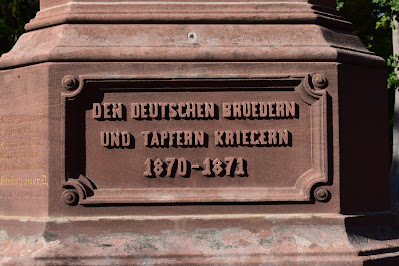 DEN DEUTSCHEN BRUEDERN
UND TAPFERN KRIEGERN
1870-1871